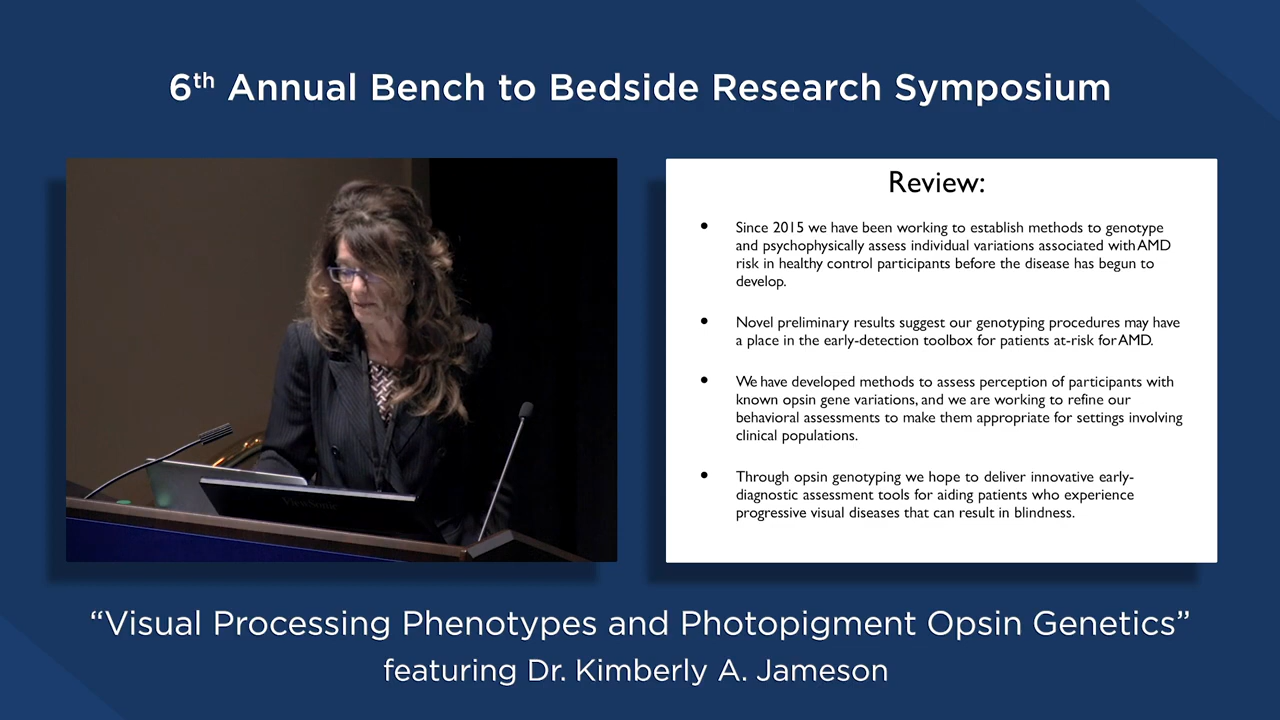 6th Annual Bench to Bedside Research Symposium
Review:
• Since 2015 we have been working to establish methods to genotype
and psychophysically assess individual variations associated with AMD
risk in healthy control participants before the disease has begun to
develop.
• Novel preliminary results suggest our genotyping procedures may have
a place in the early-detection toolbox for patients at-risk for AMD.
• We have developed methods to assess perception of participants with
known opsin gene variations, and we are working to refine our
behavioral assessments to make them appropriate for settings involving
clinical populations.
• Through opsin genotyping we hope to deliver innovative early-
diagnostic assessment tools for aiding patients who experience
progressive visual diseases that can result in blindness.
ViewSonic
“Visual Processing Phenotypes and Photopigment Opsin Genetics”
featuring Dr. Kimberly A. Jameson